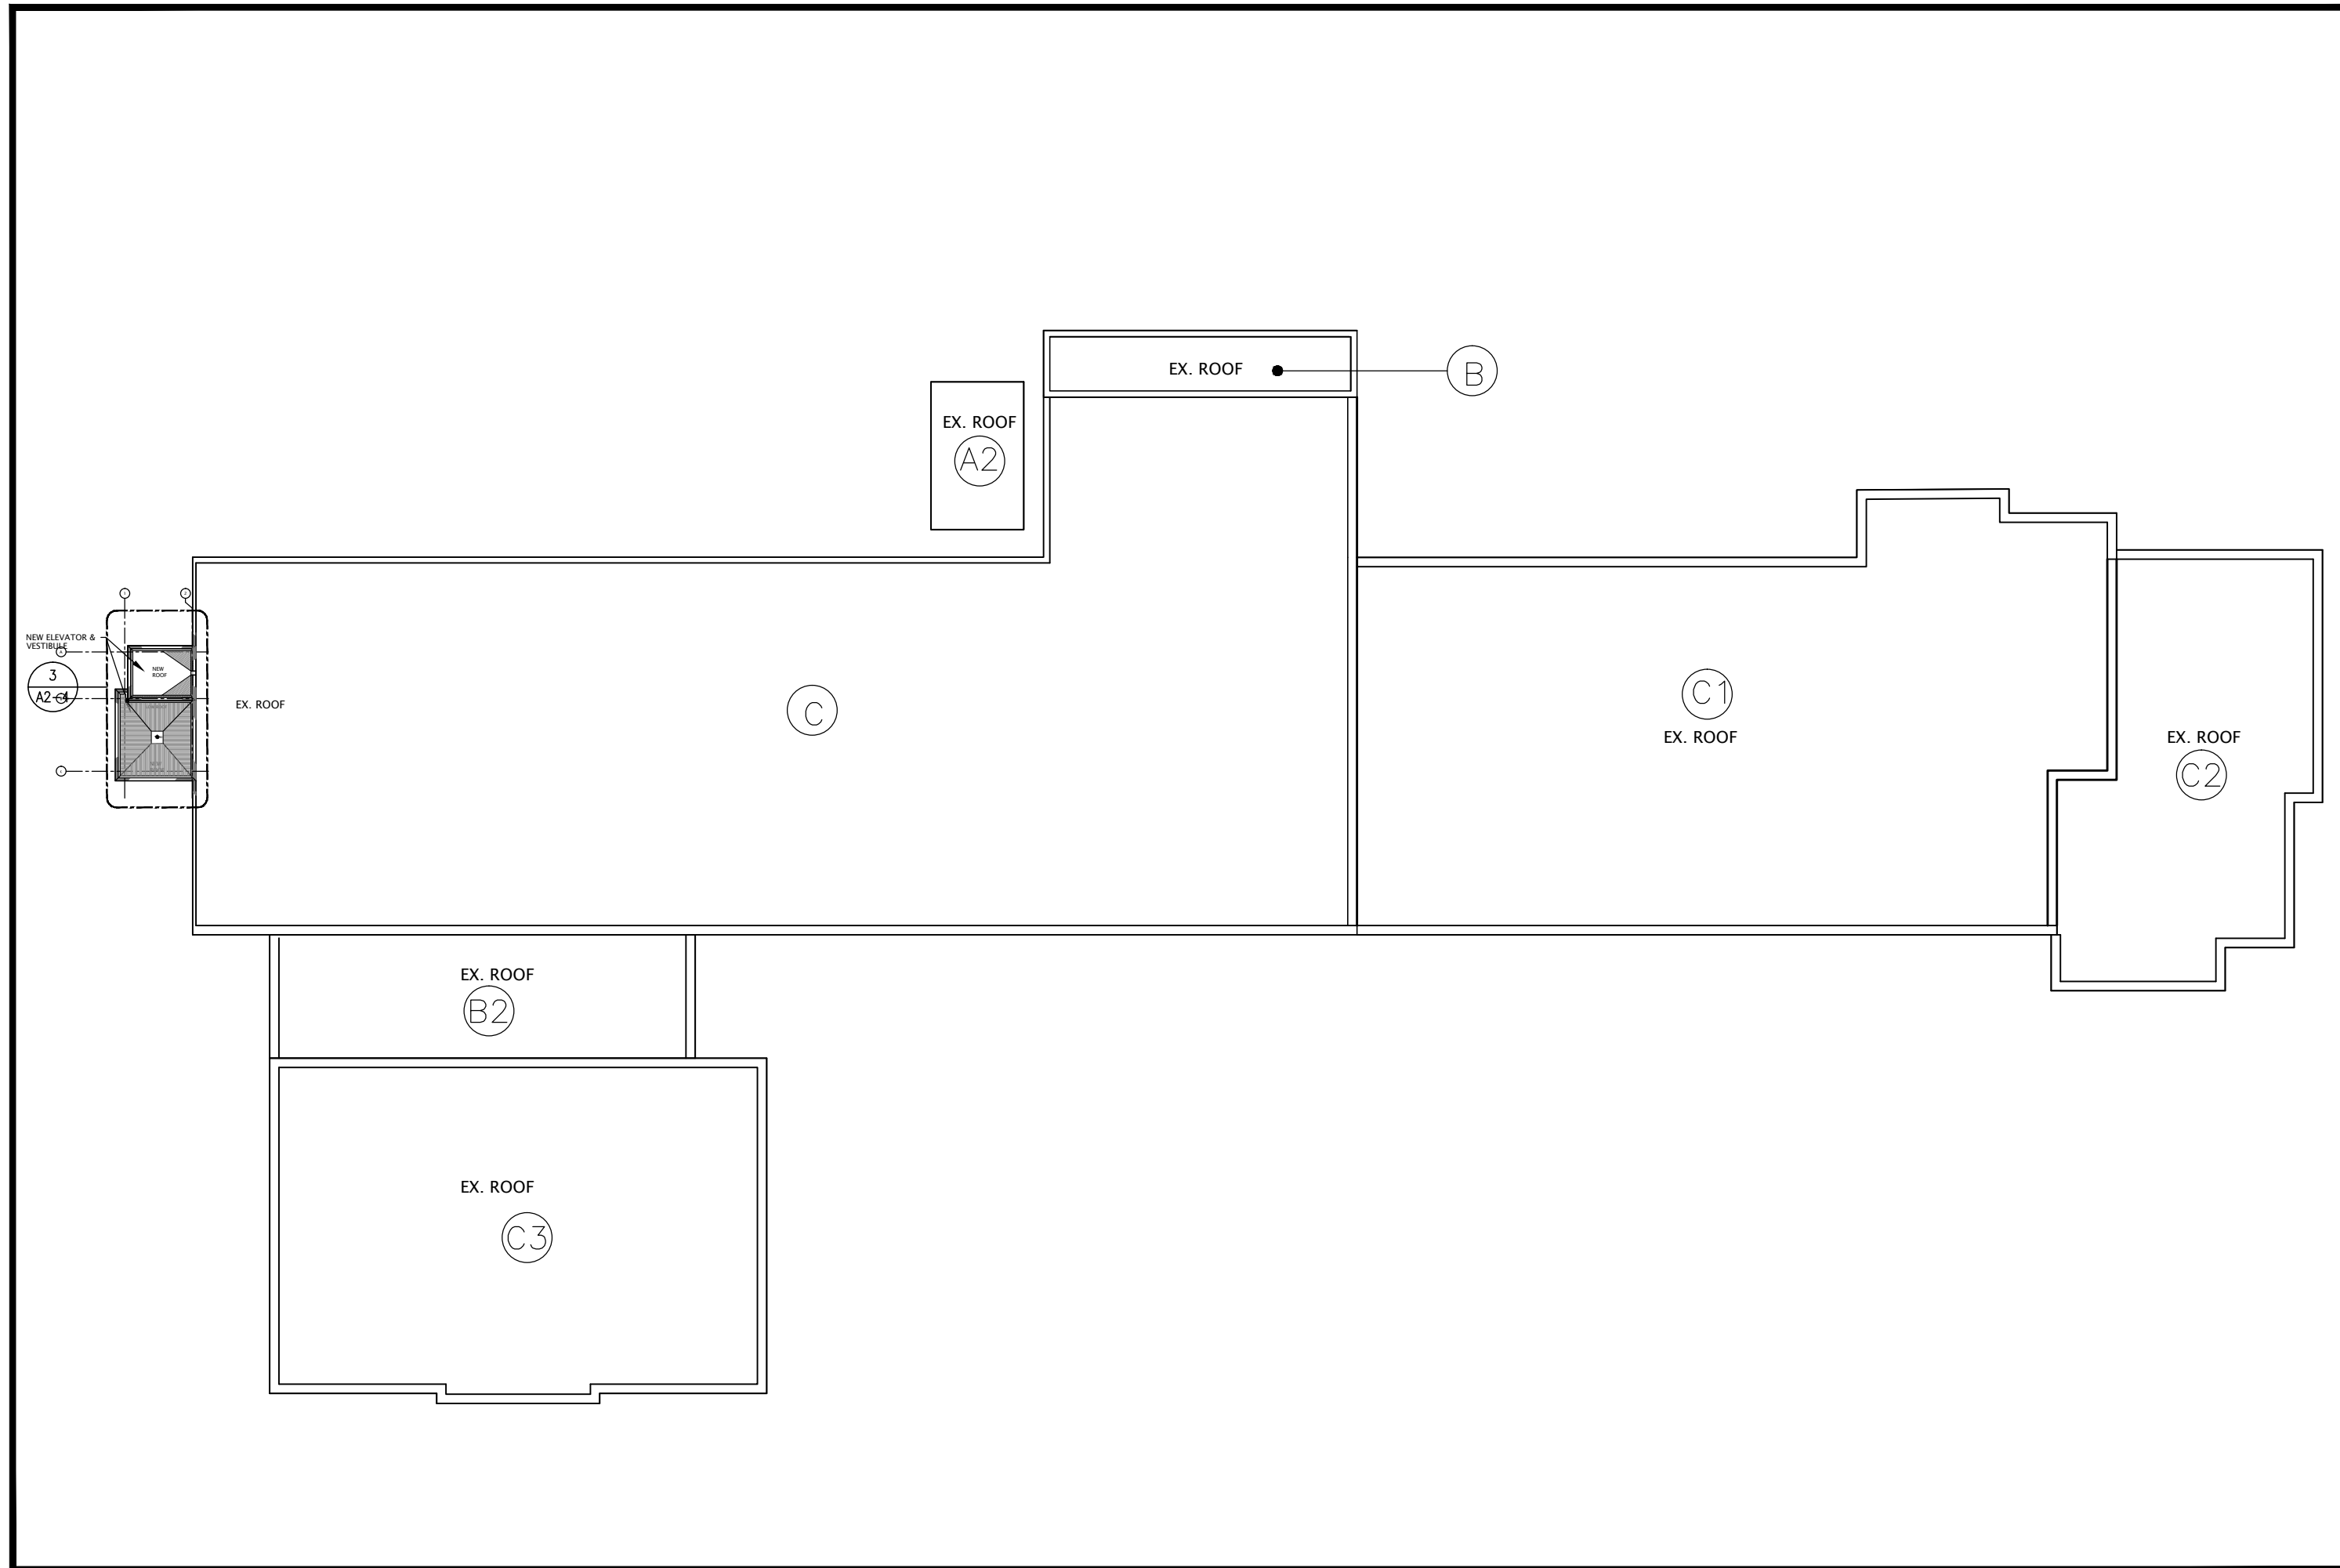 EX. ROOF
B
EX. ROOF
A2
NEW ELEVATOR &
VESTIBULE
NEW
ROOF
3
A2-4
EX. ROOF
C
C1
EX. ROOF
EX. ROOF
C2
EX. ROOF
B2
EX. ROOF
C3